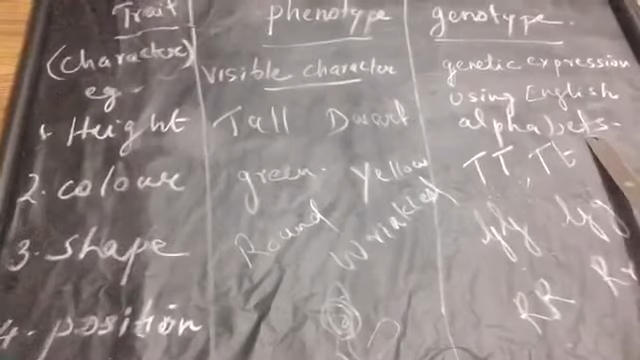 Trait phenotype genotype.
(character) visible character genetic expression
eg - using English
1 Height Tall Dwarf alphabets-
2. colour green. Yellow TT, Tt
3. shape Round Wrinkled
4. position RR